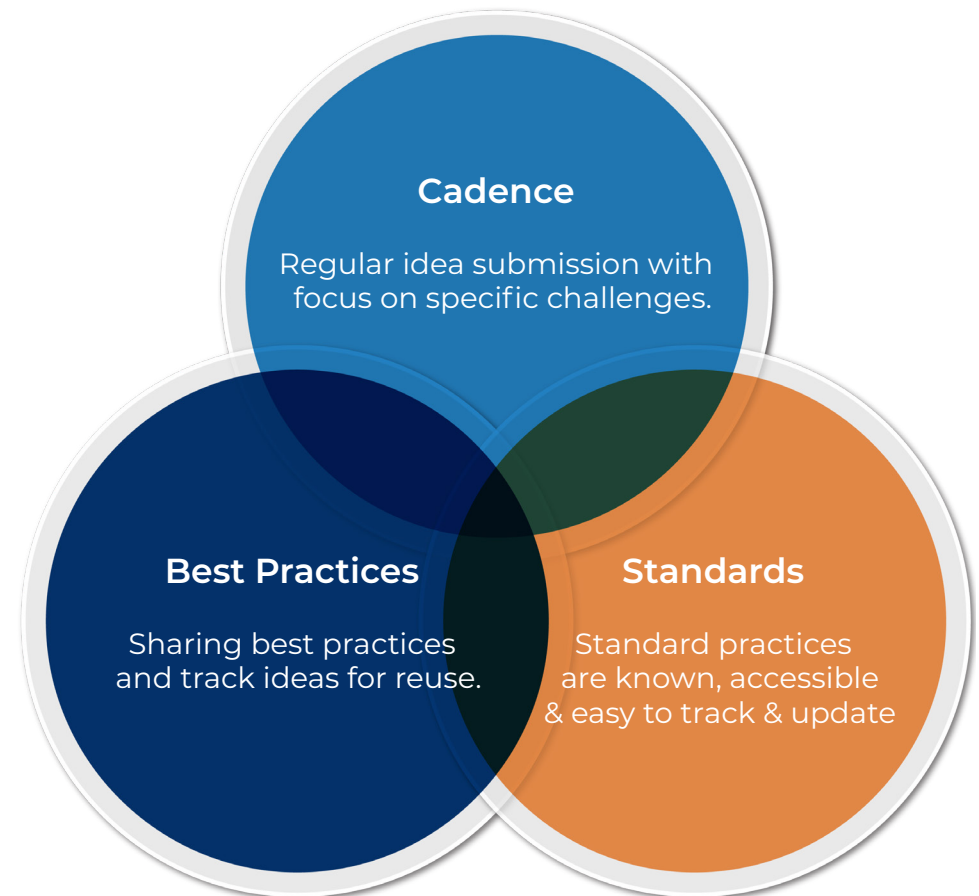 Cadence
Regular idea submission with
focus on specific challenges.
Best Practices
Sharing best practices
and track ideas for reuse.
Standards
Standard practices
are known, accessible
& easy to track & update